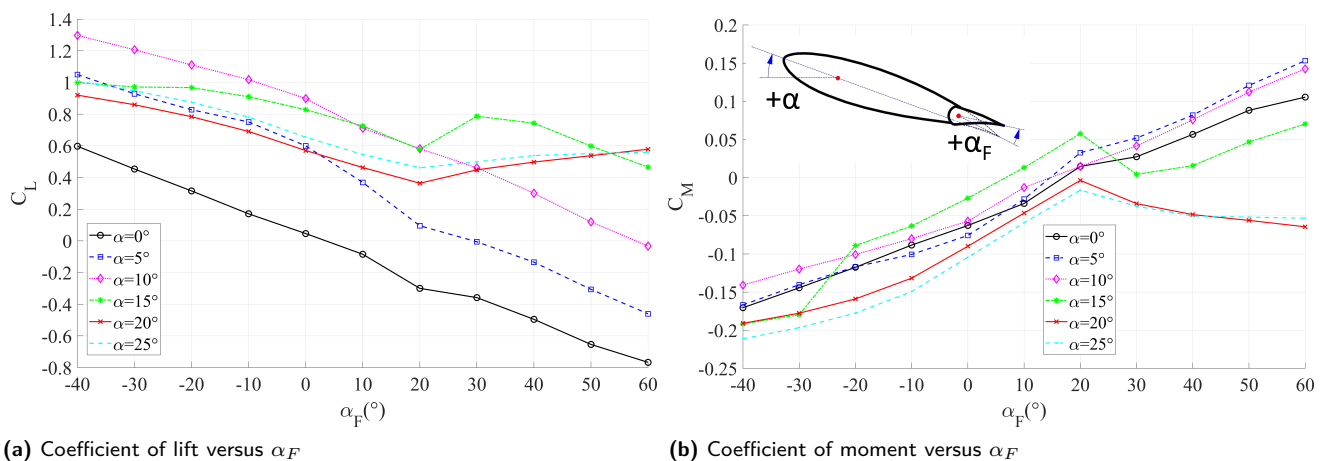 1.4
1.2
1
0.8
0.6
0.4
0.2
0
-0.2
-0.4
-0.6
-0.8
C_L
α=0°
α=5°
α=10°
α=15°
α=20°
α=25°
-40 -30 -20 -10 0 10 20 30 40 50 60
α_F(°)
(a) Coefficient of lift versus α_F
0.2
0.15
0.1
0.05
0
-0.05
-0.1
-0.15
-0.2
-0.25
C_M
+α
+α_F
α=0°
α=5°
α=10°
α=15°
α=20°
α=25°
-40 -30 -20 -10 0 10 20 30 40 50 60
α_F(°)
(b) Coefficient of moment versus α_F